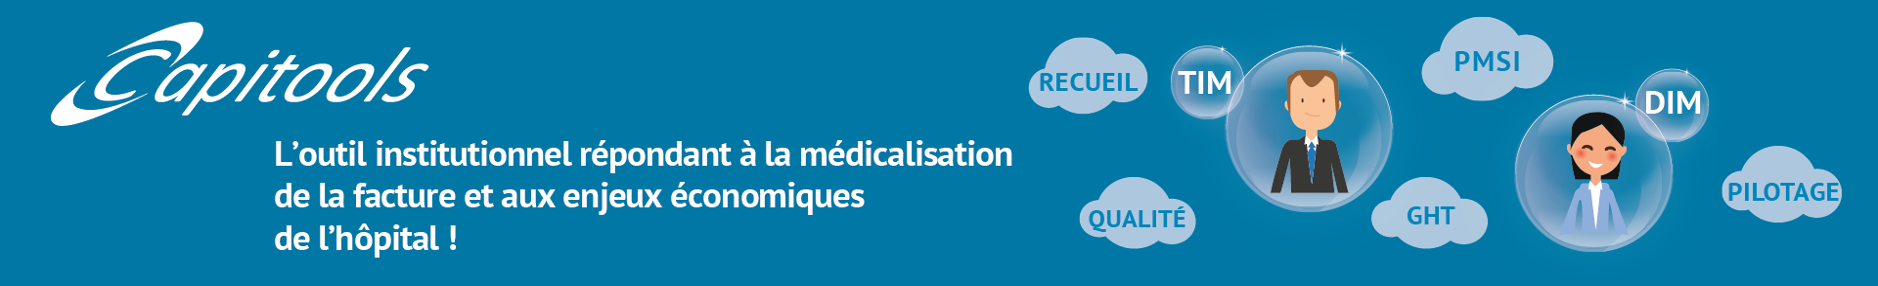 Capitools
L’outil institutionnel répondant à la médicalisation
de la facture et aux enjeux économiques
de l’hôpital !
RECUEIL
TIM
PMSI
DIM
QUALITÉ
GHT
PILOTAGE